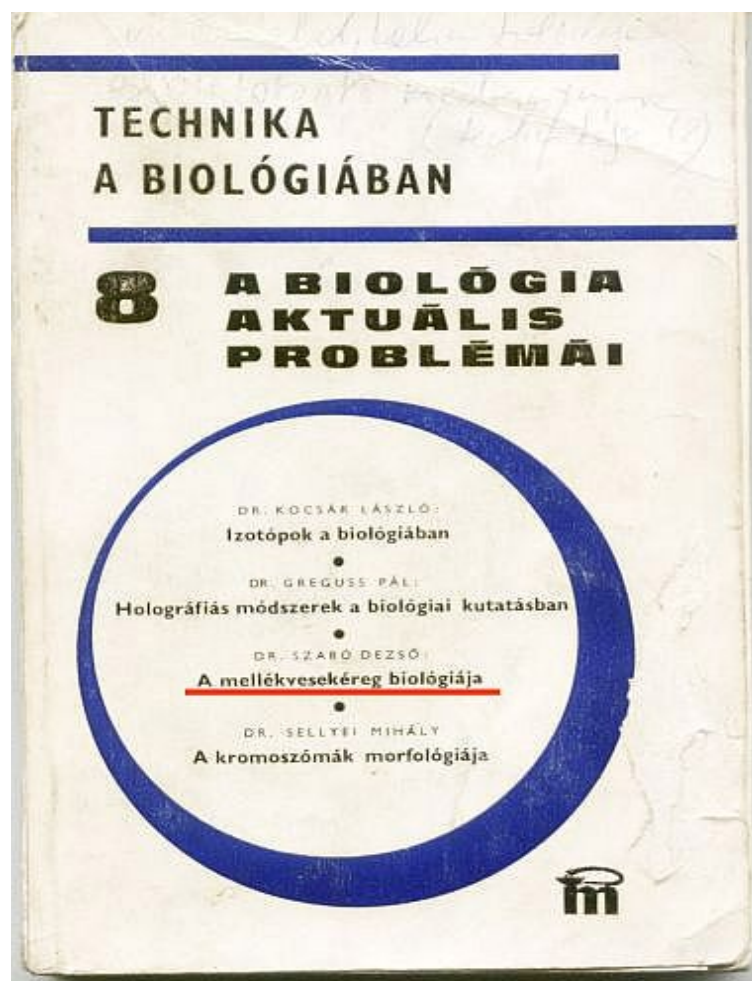 TECHNIKA
A BIOLÓGIÁBAN
8 A BIOLÓGIA
AKTUÁLIS
PROBLÉMÁI
DR. KOCSÁR LÁSZLÓ:
Izotópok a biológiában
DR. GREGUSS PÁL:
Holográfiás módszerek a biológiai kutatásban
DR. SZABÓ DEZSŐ:
A mellékvesekéreg biológiája
DR. SELLYEI MIHÁLY
A kromoszómák morfológiája
m